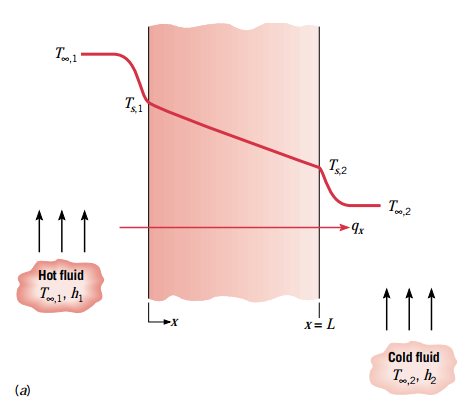 T∞,1
Ts,1
Ts,2
T∞,2
qx
Hot fluid
T∞,1, h1
x
x = L
Cold fluid
T∞,2, h2
(a)